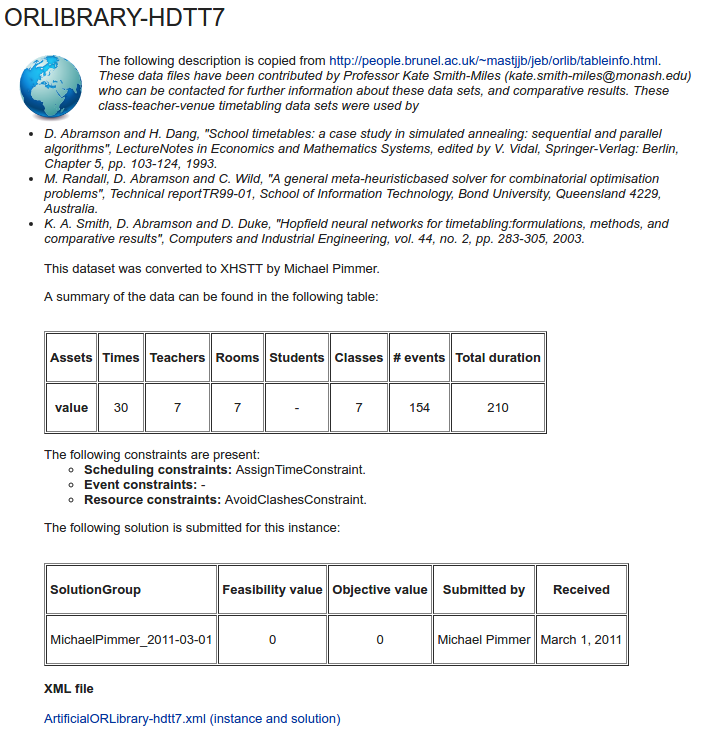 ORLIBRARY-HDTT7
The following description is copied from http://people.brunel.ac.uk/~mastjjb/jeb/orlib/tableinfo.html.
These data files have been contributed by Professor Kate Smith-Miles (kate.smith-miles@monash.edu)
who can be contacted for further information about these data sets, and comparative results. These
class-teacher-venue timetabling data sets were used by
• D. Abramson and H. Dang, "School timetables: a case study in simulated annealing: sequential and parallel
algorithms", LectureNotes in Economics and Mathematics Systems, edited by V. Vidal, Springer-Verlag: Berlin,
Chapter 5, pp. 103-124, 1993.
• M. Randall, D. Abramson and C. Wild, "A general meta-heuristicbased solver for combinatorial optimisation
problems", Technical reportTR99-01, School of Information Technology, Bond University, Queensland 4229,
Australia.
• K. A. Smith, D. Abramson and D. Duke, "Hopfield neural networks for timetabling:formulations, methods, and
comparative results", Computers and Industrial Engineering, vol. 44, no. 2, pp. 283-305, 2003.
This dataset was converted to XHSTT by Michael Pimmer.
A summary of the data can be found in the following table:
Assets Times Teachers Rooms Students Classes # events Total duration
value 30 7 7 - 7 154 210
The following constraints are present:
○ Scheduling constraints: AssignTimeConstraint.
○ Event constraints: -
○ Resource constraints: AvoidClashesConstraint.
The following solution is submitted for this instance:
SolutionGroup Feasibility value Objective value Submitted by Received
MichaelPimmer_2011-03-01 0 0 Michael Pimmer March 1, 2011
XML file
ArtificialORLibrary-hdtt7.xml (instance and solution)